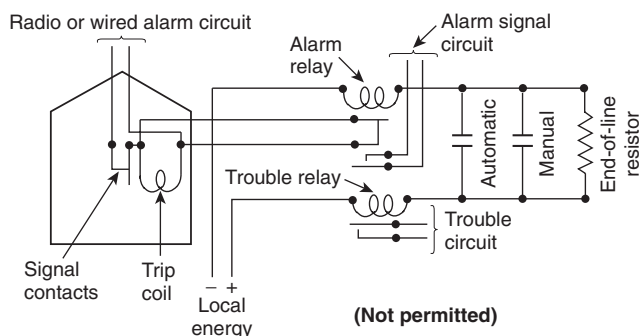 Radio or wired alarm circuit
Alarm signal
circuit
Alarm
relay
Automatic
Manual
End-of-line
resistor
Trouble relay
Trouble
circuit
Signal
contacts
Trip
coil
– +
Local
energy
(Not permitted)